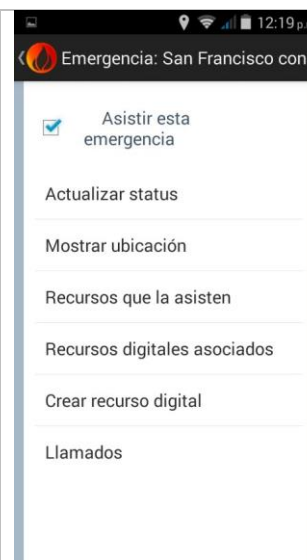 12:19 p.
Emergencia: San Francisco con
Asistir esta
emergencia
Actualizar status
Mostrar ubicación
Recursos que la asisten
Recursos digitales asociados
Crear recurso digital
Llamados